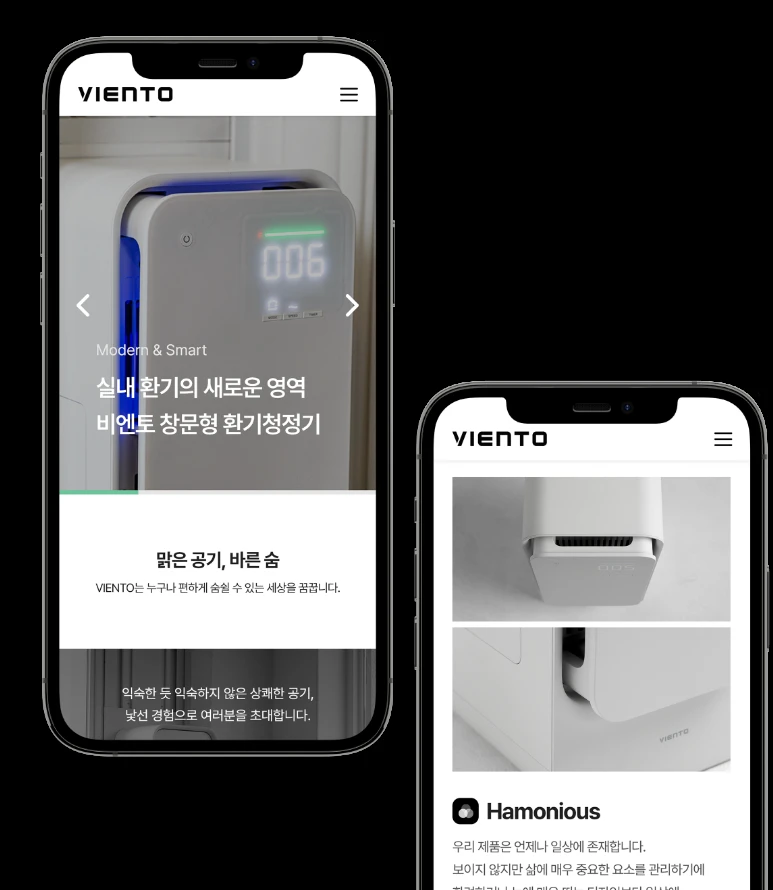 VIENTO
006
Modern & Smart
실내 환기의 새로운 영역
비엔토 창문형 환기청정기
맑은 공기, 바른 숨
VIENTO는 누구나 편하게 숨쉴 수 있는 세상을 꿈꿉니다.
익숙한 듯 익숙하지 않은 상쾌한 공기,
낯선 경험으로 여러분을 초대합니다.
VIENTO
005
VIENTO
Hamonious
우리 제품은 언제나 일상에 존재합니다.
보이지 않지만 삶에 매우 중요한 요소를 관리하기에